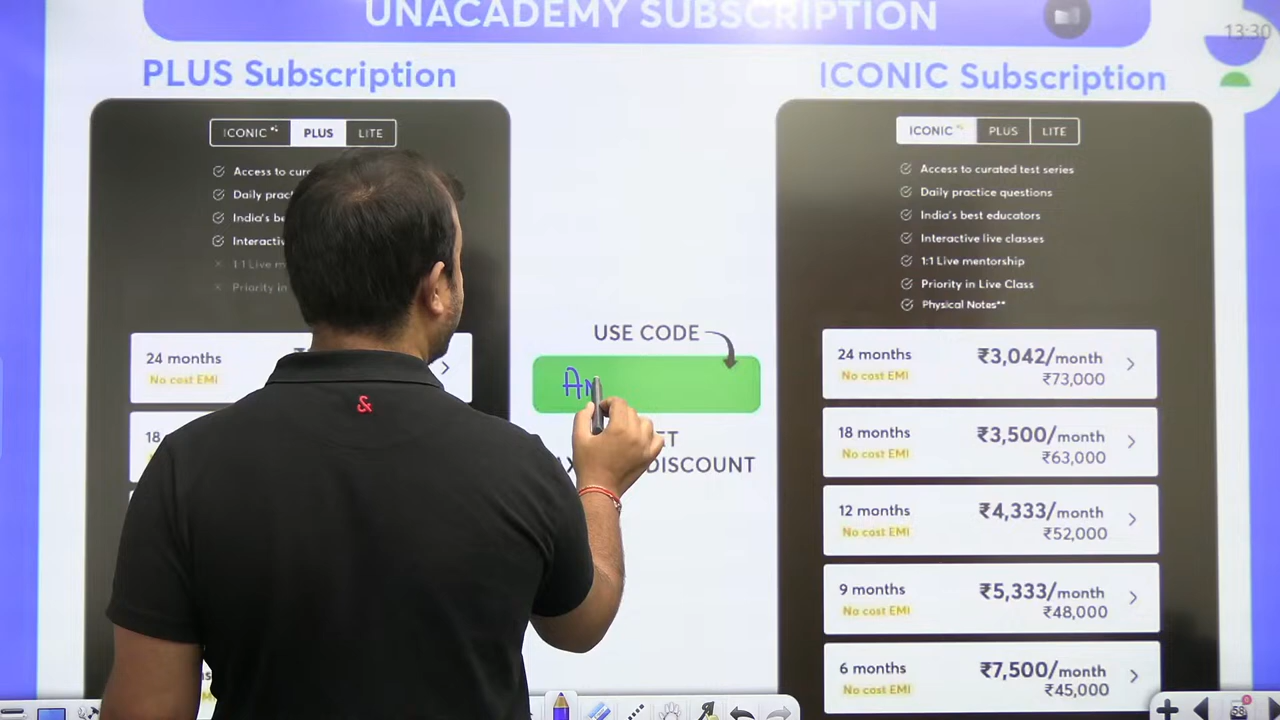 UNACADEMY SUBSCRIPTION
13:30
PLUS Subscription
ICONIC PLUS LITE
Access to
Daily
India's
24 months
No cost EMI
18
USE CODE
DISCOUNT
ICONIC Subscription
ICONIC PLUS LITE
Access to curated test series
Daily practice questions
India's best educators
Interactive live classes
1:1 Live mentorship
Priority in Live Class
Physical Notes**
24 months ₹3,042/month
No cost EMI ₹73,000
18 months ₹3,500/month
No cost EMI ₹63,000
12 months ₹4,333/month
No cost EMI ₹52,000
9 months ₹5,333/month
No cost EMI ₹48,000
6 months ₹7,500/month
No cost EMI ₹45,000
58